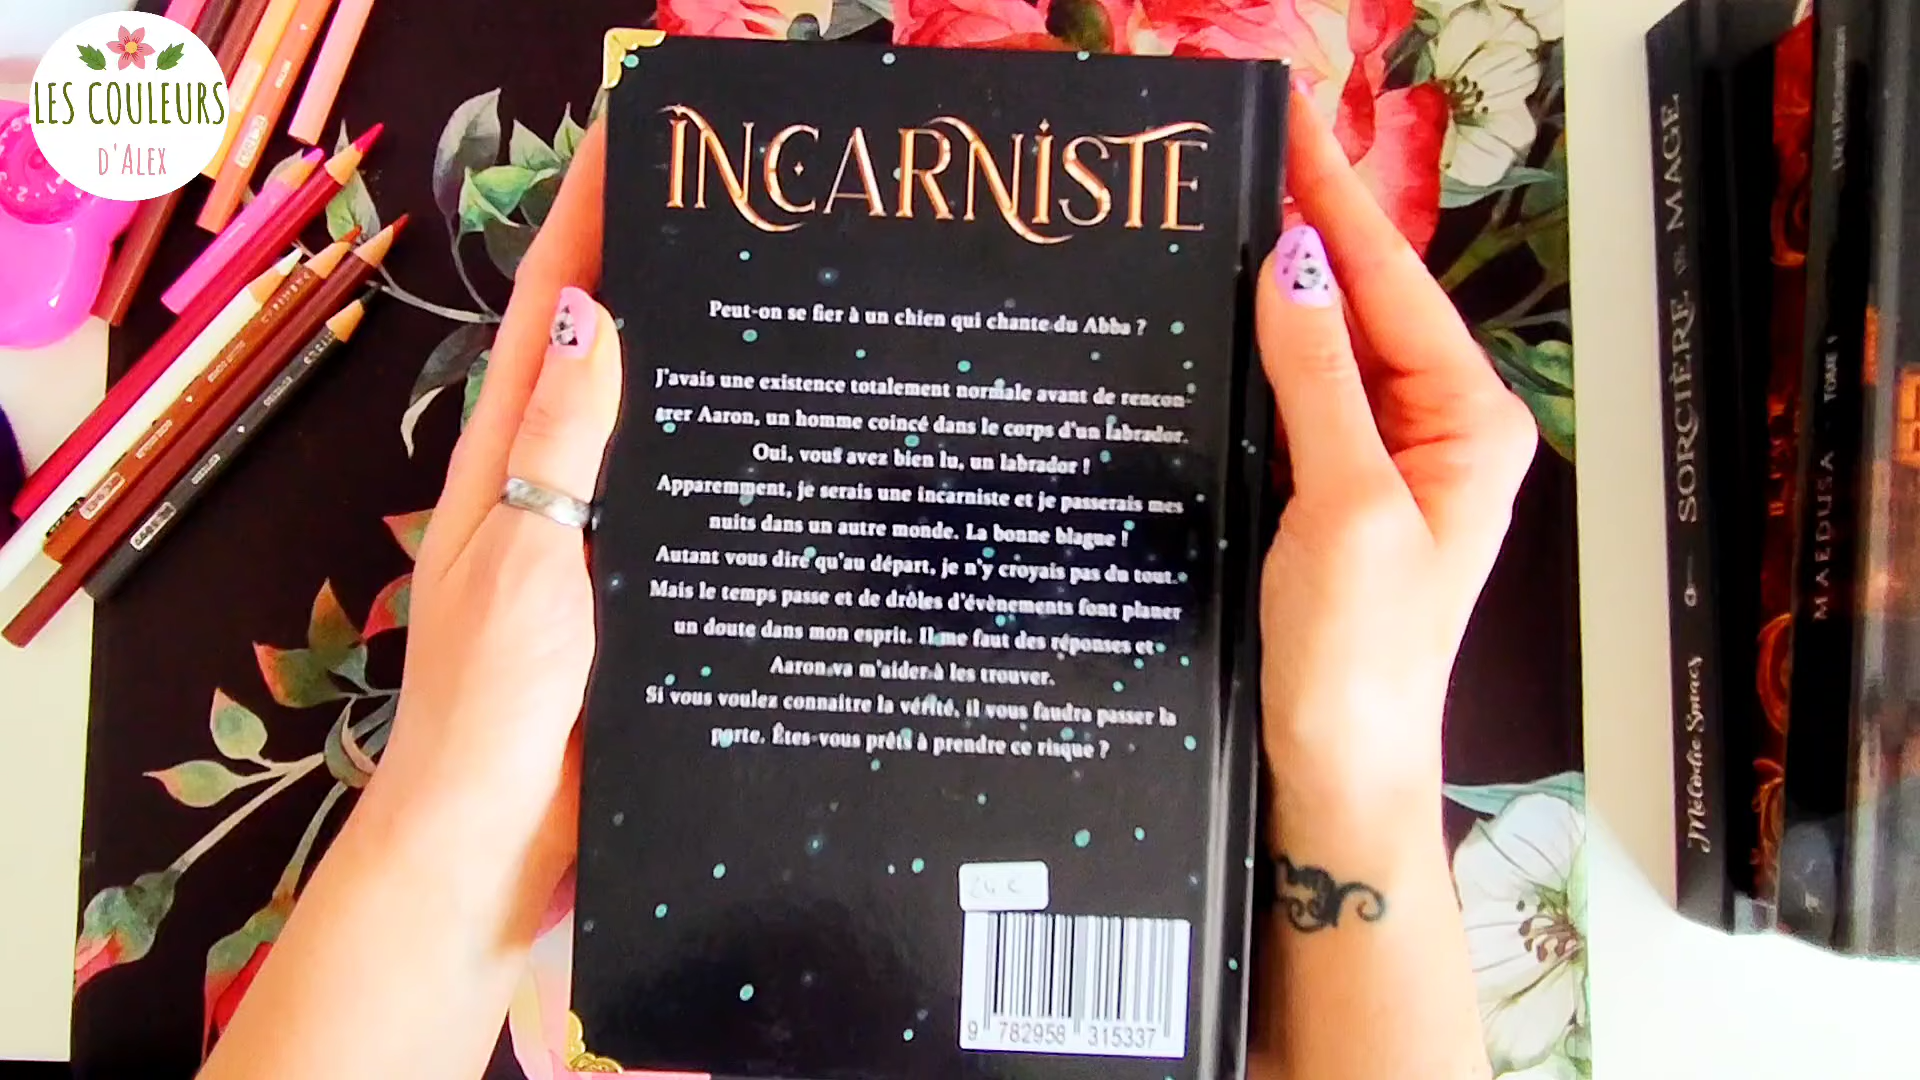 LES COULEURS
d'ALEX
INCARNISTE
Peut-on se fier à un chien qui chante du Abba ?
J'avais une existence totalement normale avant de rencon-
trer Aaron, un homme coincé dans le corps d'un labrador.
Oui, vous avez bien lu, un labrador !
Apparemment, je serais une incarniste et je passerais mes
nuits dans un autre monde. La bonne blague !
Autant vous dire qu'au départ, je n'y croyais pas du tout.
Mais le temps passe et de drôles d'évènements font planer
un doute dans mon esprit. Il me faut des réponses et
Aaron va m'aider à les trouver.
Si vous voulez connaitre la vérité, il vous faudra passer la
porte. Êtes-vous prêts à prendre ce risque ?
24 €
9 782958 315337
SORCIÈRE DE MAGE
MAEDUSA - TOME 1